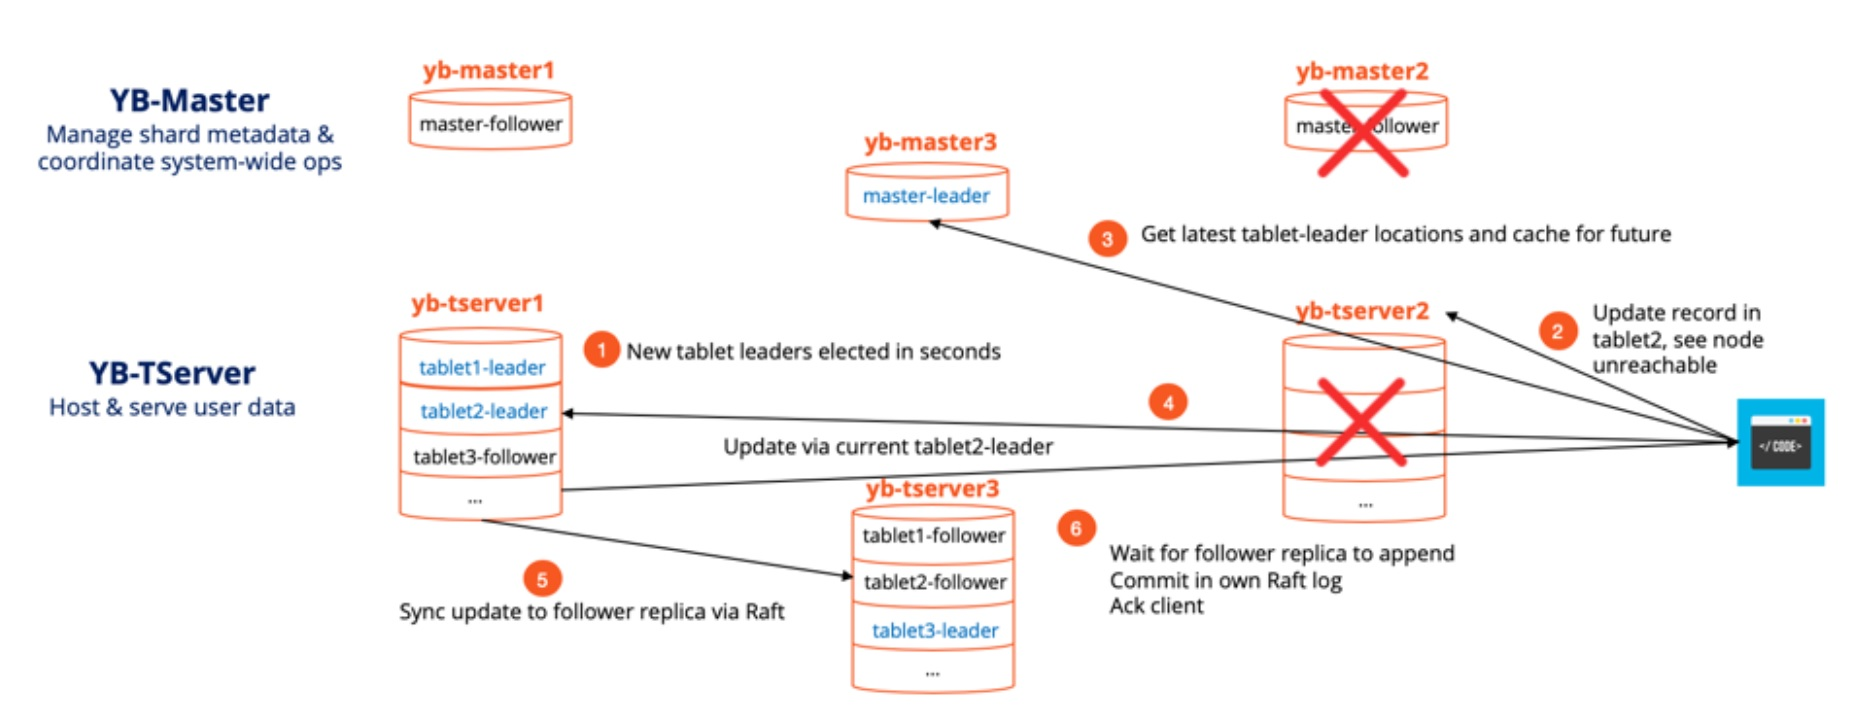 yb-master1
master-follower
YB-Master
Manage shard metadata &
coordinate system-wide ops
yb-master3
master-leader
yb-master2
master-follower
3
Get latest tablet-leader locations and cache for future
yb-tserver1
tablet1-leader
tablet2-leader
tablet3-follower
...
1
New tablet leaders elected in seconds
YB-TServer
Host & serve user data
yb-tserver2
...
2
Update record in
tablet2, see node
unreachable
4
Update via current tablet2-leader
</ CODE>
yb-tserver3
tablet1-follower
tablet2-follower
tablet3-leader
...
5
Sync update to follower replica via Raft
6
Wait for follower replica to append
Commit in own Raft log
Ack client